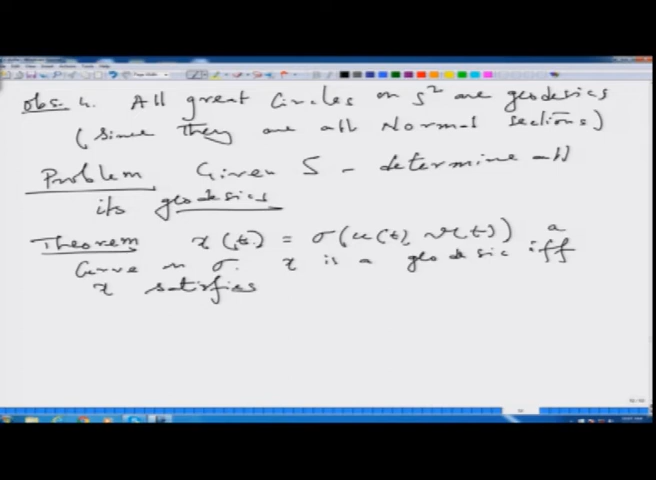 Obs. 4. All great Circles on S² are geodesics
(since they are all Normal sections)
Problem Given S - determine all
its geodesics
Theorem x(t) = σ(u(t), v(t)) a
Curve on σ. x is a geodesic iff
x satisfies